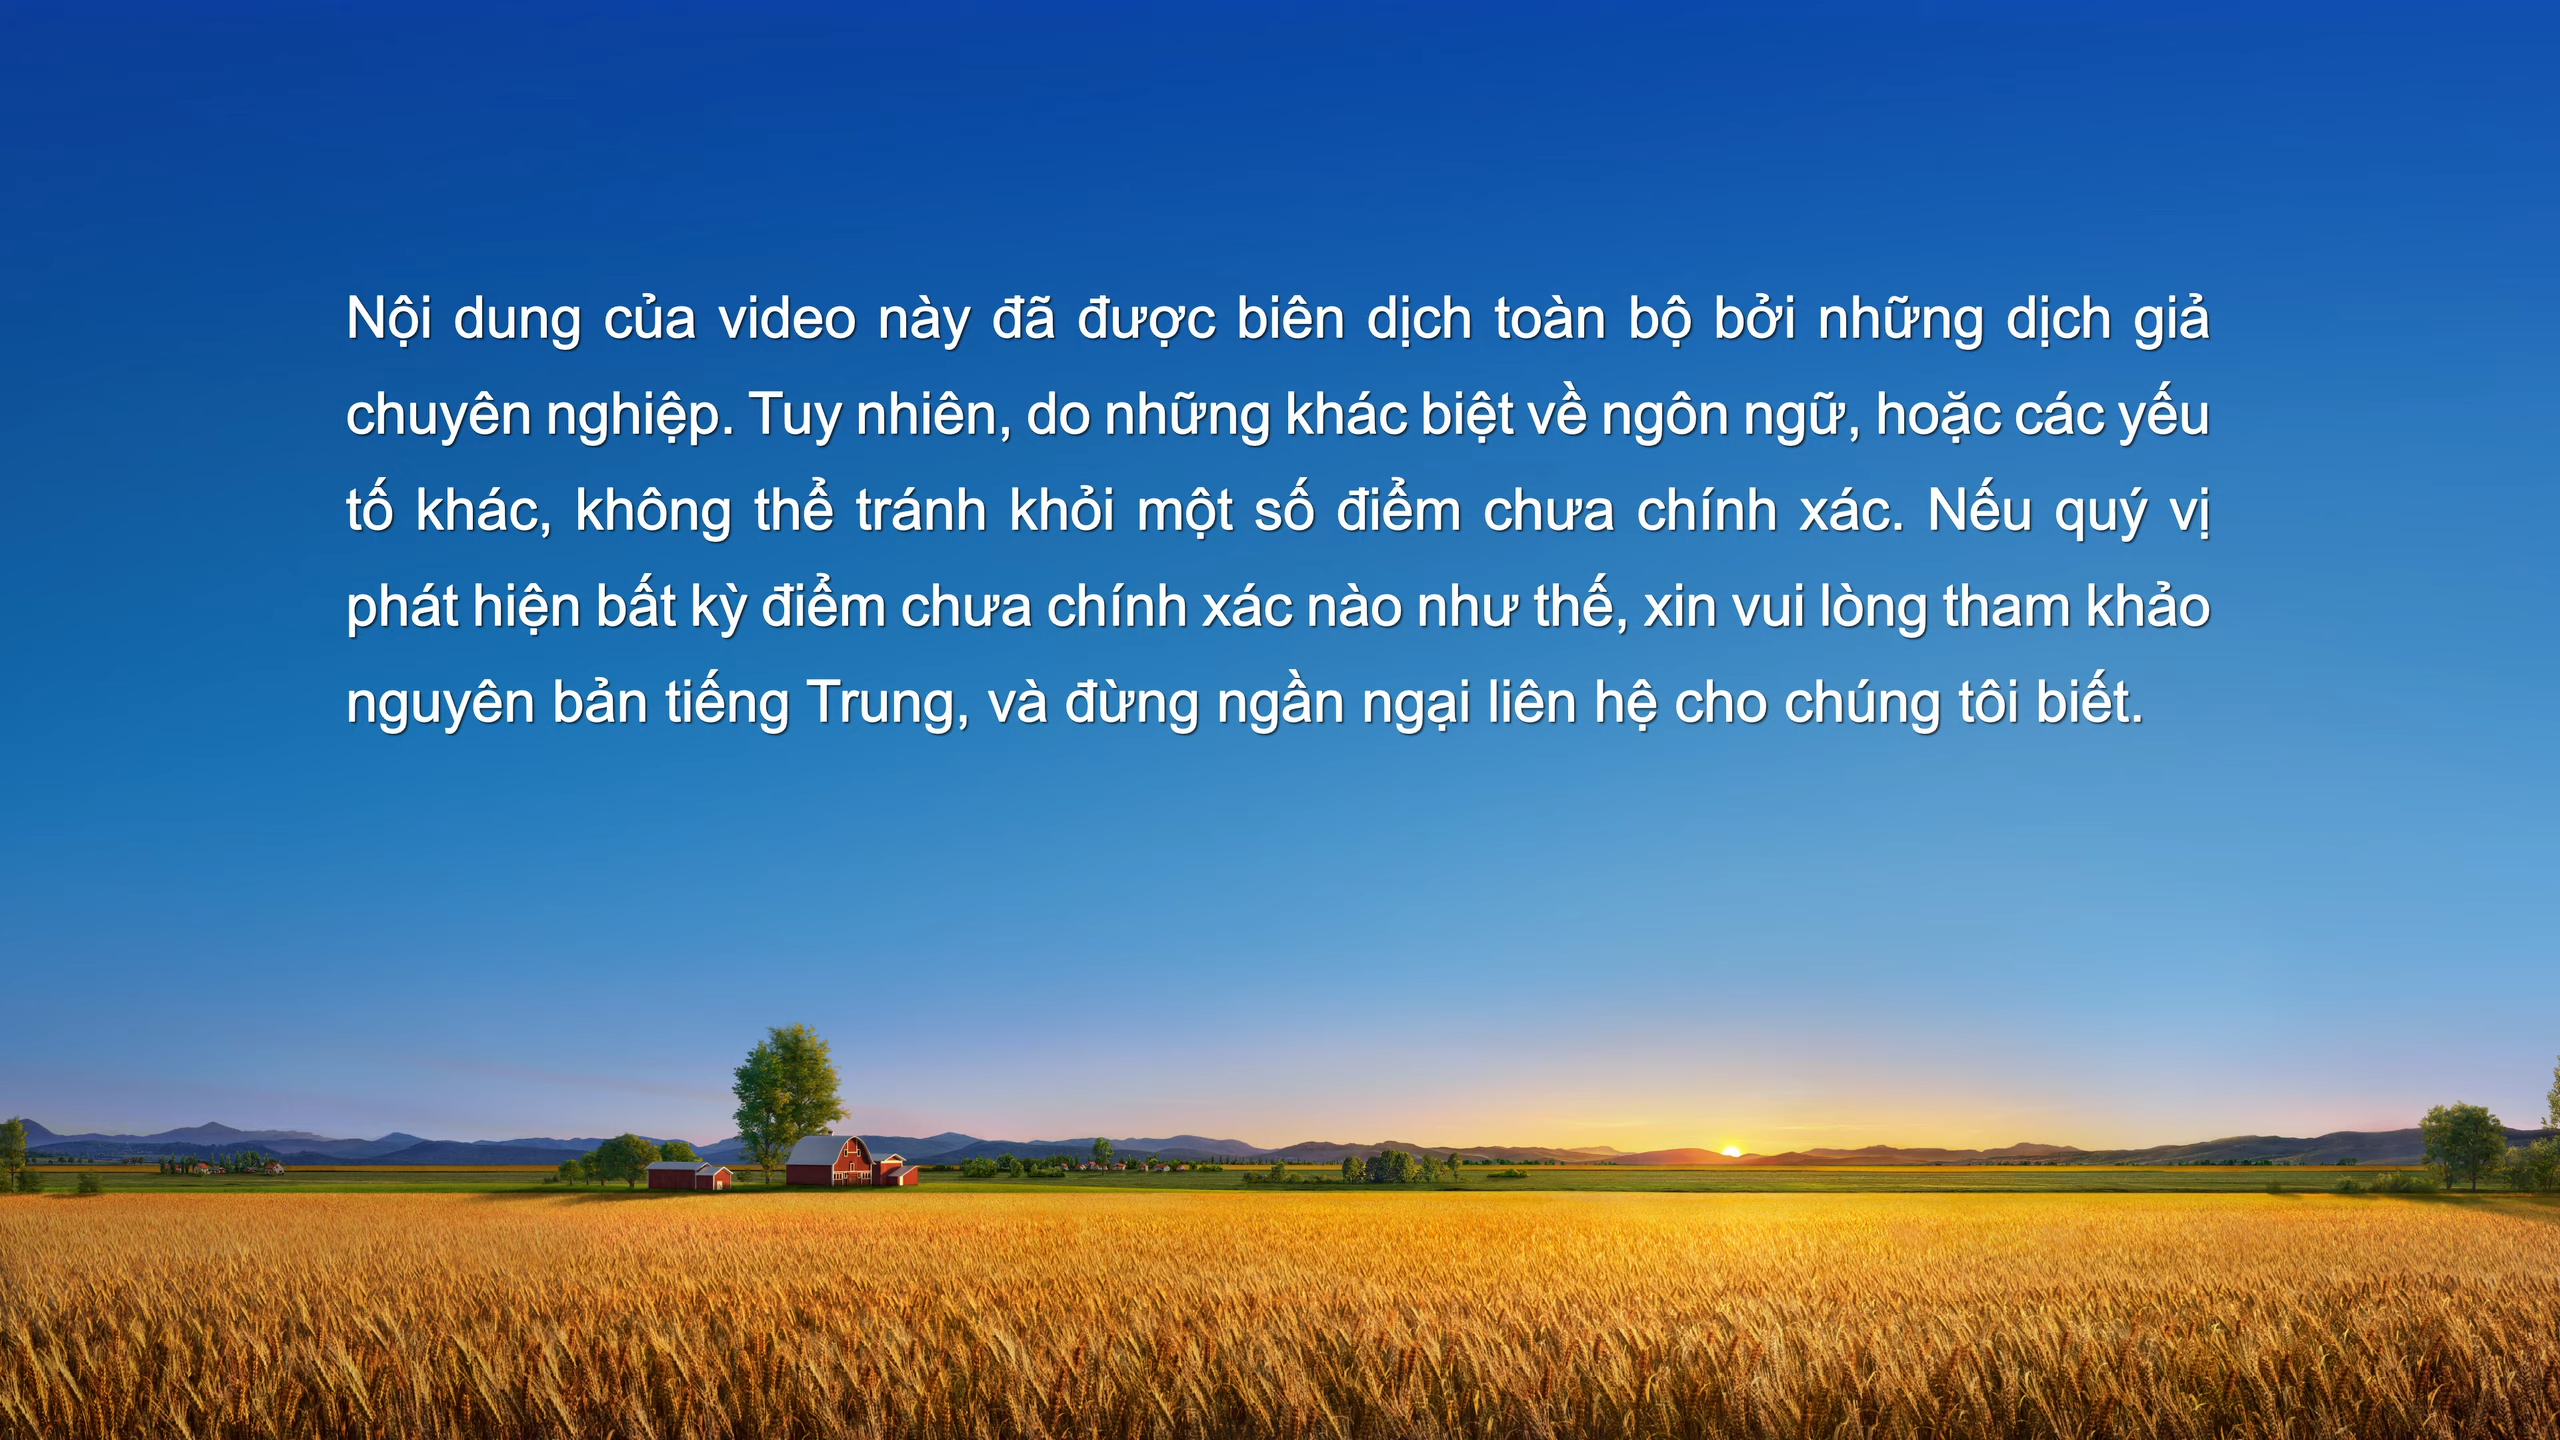 Nội dung của video này đã được biên dịch toàn bộ bởi những dịch giả
chuyên nghiệp. Tuy nhiên, do những khác biệt về ngôn ngữ, hoặc các yếu
tố khác, không thể tránh khỏi một số điểm chưa chính xác. Nếu quý vị
phát hiện bất kỳ điểm chưa chính xác nào như thế, xin vui lòng tham khảo
nguyên bản tiếng Trung, và đừng ngần ngại liên hệ cho chúng tôi biết.